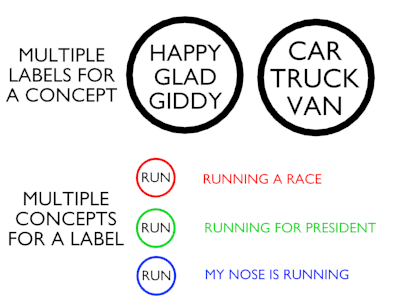 MULTIPLE
LABELS FOR
A CONCEPT
HAPPY
GLAD
GIDDY
CAR
TRUCK
VAN
MULTIPLE
CONCEPTS
FOR A LABEL
RUN
RUNNING A RACE
RUN
RUNNING FOR PRESIDENT
RUN
MY NOSE IS RUNNING